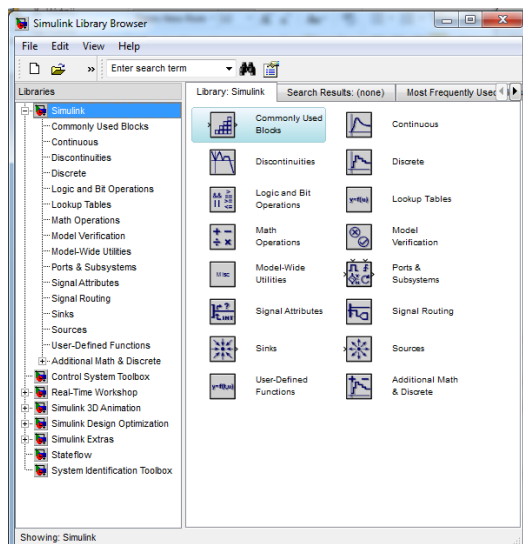 Simulink Library Browser
File Edit View Help
» Enter search term
Libraries
Library: Simulink Search Results: (none) Most Frequently Used
Simulink
Commonly Used Blocks
Continuous
Discontinuities
Discrete
Logic and Bit Operations
Lookup Tables
Math Operations
Model Verification
Model-Wide Utilities
Ports & Subsystems
Signal Attributes
Signal Routing
Sinks
Sources
User-Defined Functions
Additional Math & Discrete
Control System Toolbox
Real-Time Workshop
Simulink 3D Animation
Simulink Design Optimization
Simulink Extras
Stateflow
System Identification Toolbox
Commonly Used
Blocks
Continuous
Discontinuities
Discrete
Logic and Bit
Operations
y=f(u)
Lookup Tables
Math
Operations
Model
Verification
Misc
Model-Wide
Utilities
Ports &
Subsystems
Signal Attributes
Signal Routing
Sinks
Sources
y=f(u)
User-Defined
Functions
Additional Math
& Discrete
Showing: Simulink